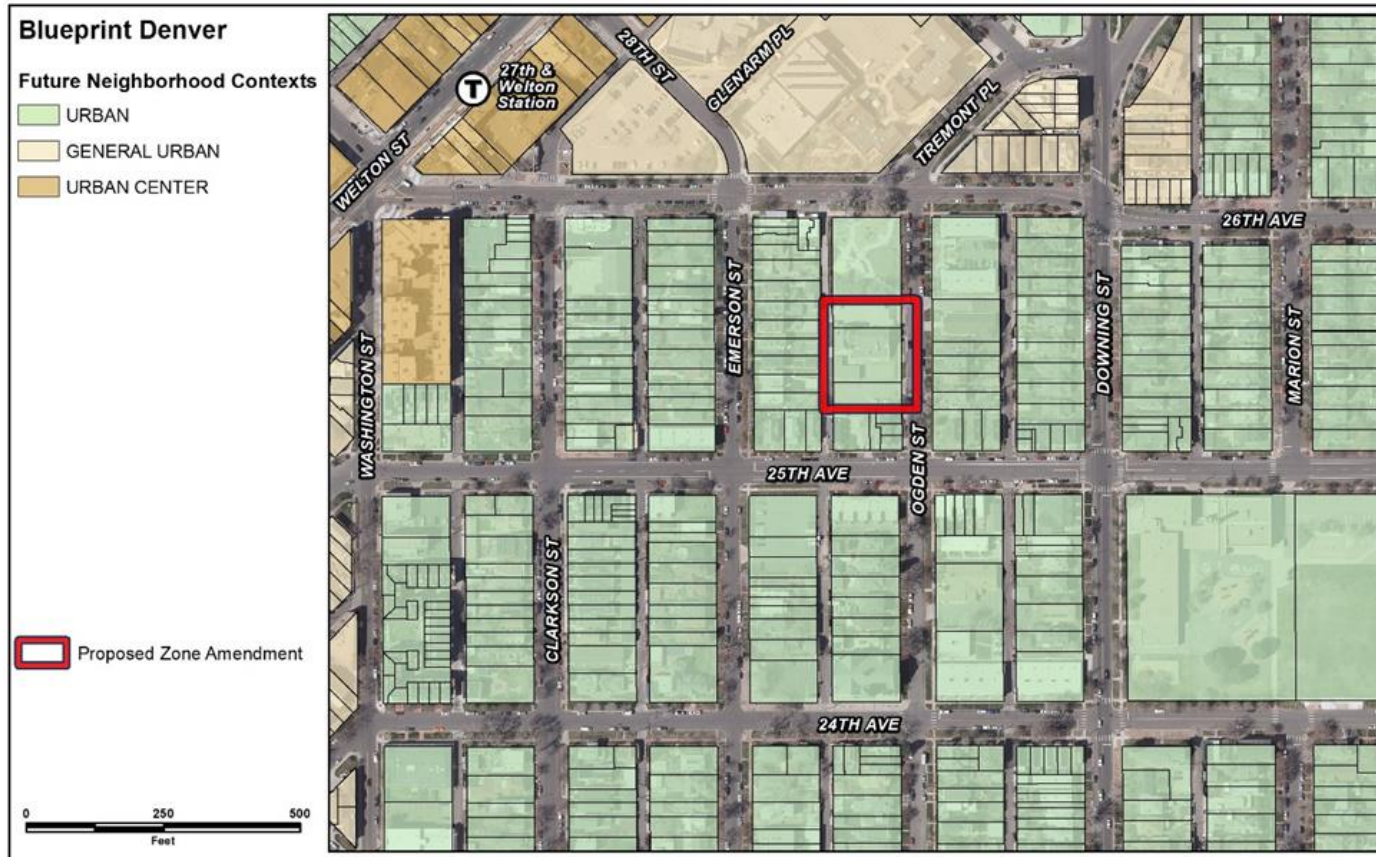 Blueprint Denver
Future Neighborhood Contexts
URBAN
GENERAL URBAN
URBAN CENTER
Proposed Zone Amendment
0 250 500
Feet
T
27th &
Welton
Station
28TH ST
GLENARM PL
TREMONT PL
WELTON ST
26TH AVE
WASHINGTON ST
EMERSON ST
DOWNING ST
MARION ST
25TH AVE
OGDEN ST
CLARKSON ST
24TH AVE